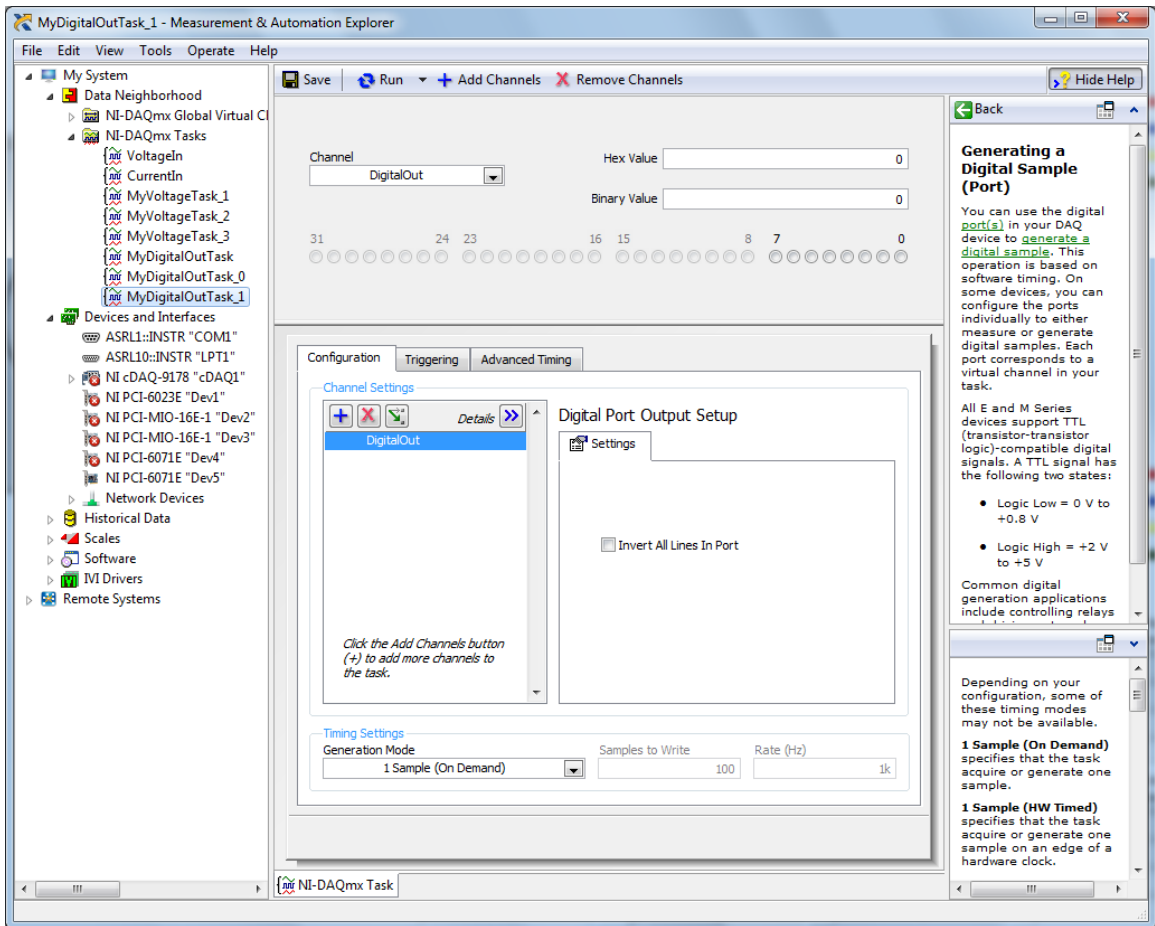 MyDigitalOutTask_1 - Measurement & Automation Explorer
File Edit View Tools Operate Help
My System
Data Neighborhood
NI-DAQmx Global Virtual Cl
NI-DAQmx Tasks
VoltageIn
CurrentIn
MyVoltageTask_1
MyVoltageTask_2
MyVoltageTask_3
MyDigitalOutTask
MyDigitalOutTask_0
MyDigitalOutTask_1
Devices and Interfaces
ASRL1::INSTR "COM1"
ASRL10::INSTR "LPT1"
NI cDAQ-9178 "cDAQ1"
NI PCI-6023E "Dev1"
NI PCI-MIO-16E-1 "Dev2"
NI PCI-MIO-16E-1 "Dev3"
NI PCI-6071E "Dev4"
NI PCI-6071E "Dev5"
Network Devices
Historical Data
Scales
Software
IVI Drivers
Remote Systems
Save Run Add Channels Remove Channels Hide Help
Channel
DigitalOut
Hex Value 0
Binary Value 0
31 24 23 16 15 8 7 0
Configuration Triggering Advanced Timing
Channel Settings
Details
DigitalOut
Click the Add Channels button
(+) to add more channels to
the task.
Digital Port Output Setup
Settings
Invert All Lines In Port
Timing Settings
Generation Mode Samples to Write Rate (Hz)
1 Sample (On Demand) 100 1k
NI-DAQmx Task
Back
Generating a
Digital Sample
(Port)
You can use the digital
port(s) in your DAQ
device to generate a
digital sample. This
operation is based on
software timing. On
some devices, you can
configure the ports
individually to either
measure or generate
digital samples. Each
port corresponds to a
virtual channel in your
task.
All E and M Series
devices support TTL
(transistor-transistor
logic)-compatible digital
signals. A TTL signal has
the following two states:
• Logic Low = 0 V to
+0.8 V
• Logic High = +2 V
to +5 V
Common digital
generation applications
include controlling relays
Depending on your
configuration, some of
these timing modes
may not be available.
1 Sample (On Demand)
specifies that the task
acquire or generate one
sample.
1 Sample (HW Timed)
specifies that the task
acquire or generate one
sample on an edge of a
hardware clock.